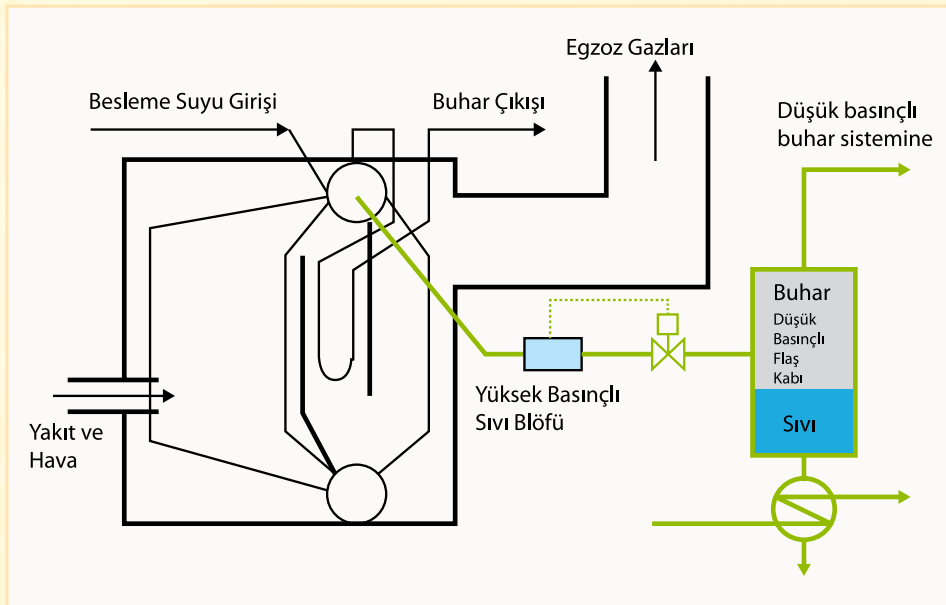 Egzoz Gazları
Besleme Suyu Girişi
Buhar Çıkışı
Düşük basınçlı
buhar sistemine
Buhar
Düşük
Basınçlı
Flaş
Kabı
Sıvı
Yüksek Basınçlı
Sıvı Blöfü
Yakıt ve
Hava